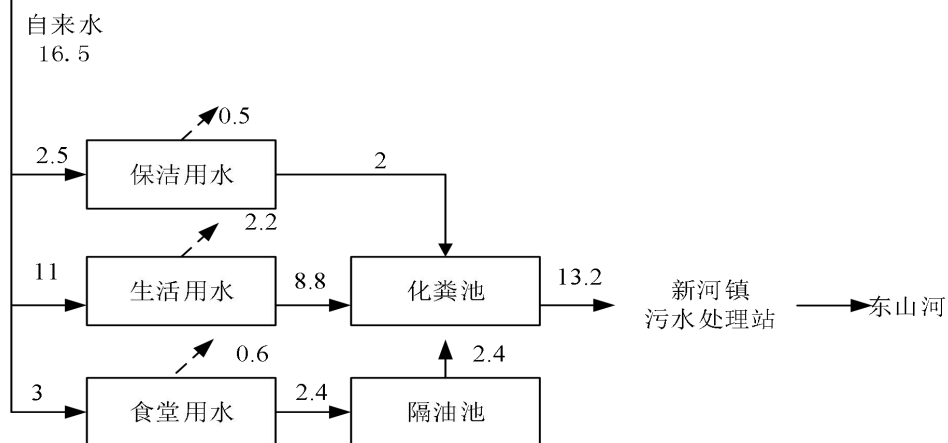 自来水
16.5
0.5
2.5
保洁用水
2
2.2
11
生活用水
8.8
化粪池
13.2
新河镇
污水处理站
东山河
0.6
2.4
3
食堂用水
2.4
隔油池